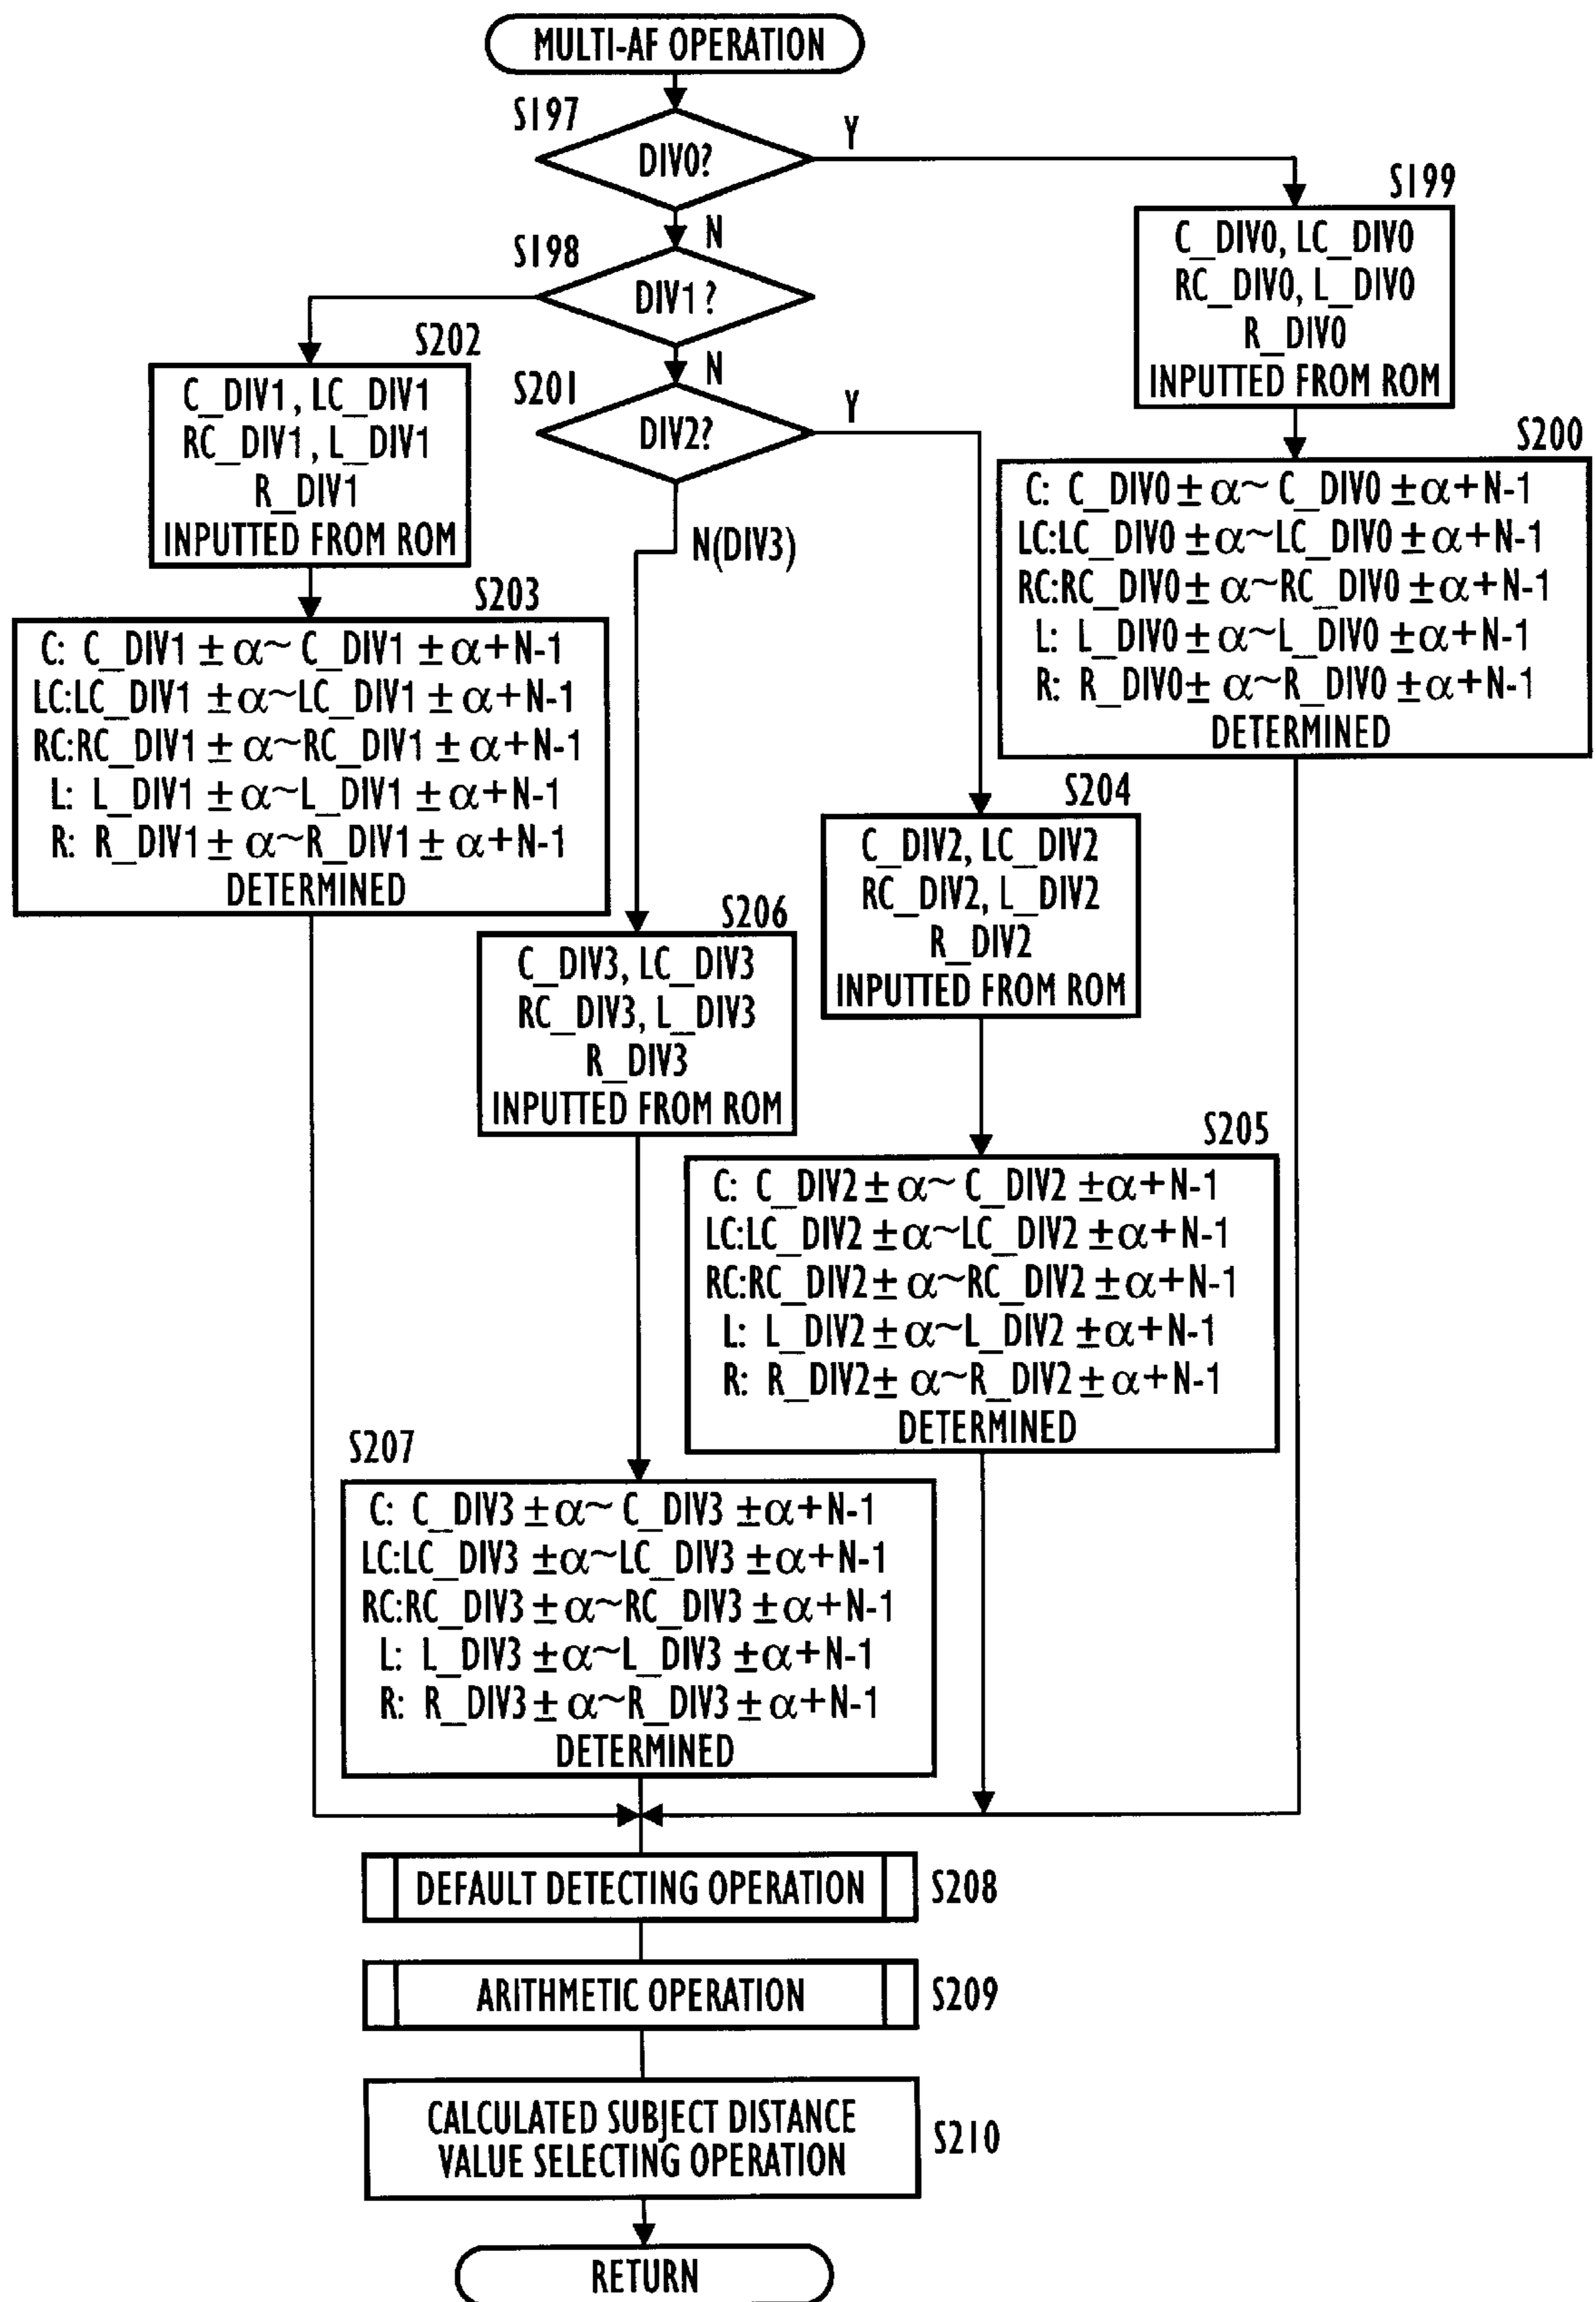 MULTI-AF OPERATION
S197
DIV0?
Y
N
S198
DIV1?
N
S199
C_DIV0, LC_DIV0
RC_DIV0, L_DIV0
R_DIV0
INPUTTED FROM ROM
S200
C: C_DIV0±α~ C_DIV0±α+N-1
LC:LC_DIV0±α~LC_DIV0±α+N-1
RC:RC_DIV0±α~RC_DIV0±α+N-1
L: L_DIV0±α~L_DIV0±α+N-1
R: R_DIV0±α~R_DIV0±α+N-1
DETERMINED
S201
DIV2?
Y
N(DIV3)
S202
C_DIV1, LC_DIV1
RC_DIV1, L_DIV1
R_DIV1
INPUTTED FROM ROM
S203
C: C_DIV1±α~ C_DIV1±α+N-1
LC:LC_DIV1±α~LC_DIV1±α+N-1
RC:RC_DIV1±α~RC_DIV1±α+N-1
L: L_DIV1±α~L_DIV1±α+N-1
R: R_DIV1±α~R_DIV1±α+N-1
DETERMINED
S204
C_DIV2, LC_DIV2
RC_DIV2, L_DIV2
R_DIV2
INPUTTED FROM ROM
S205
C: C_DIV2±α~ C_DIV2±α+N-1
LC:LC_DIV2±α~LC_DIV2±α+N-1
RC:RC_DIV2±α~RC_DIV2±α+N-1
L: L_DIV2±α~L_DIV2±α+N-1
R: R_DIV2±α~R_DIV2±α+N-1
DETERMINED
S206
C_DIV3, LC_DIV3
RC_DIV3, L_DIV3
R_DIV3
INPUTTED FROM ROM
S207
C: C_DIV3±α~ C_DIV3±α+N-1
LC:LC_DIV3±α~LC_DIV3±α+N-1
RC:RC_DIV3±α~RC_DIV3±α+N-1
L: L_DIV3±α~L_DIV3±α+N-1
R: R_DIV3±α~R_DIV3±α+N-1
DETERMINED
DEFAULT DETECTING OPERATION
S208
ARITHMETIC OPERATION
S209
CALCULATED SUBJECT DISTANCE
VALUE SELECTING OPERATION
S210
RETURN